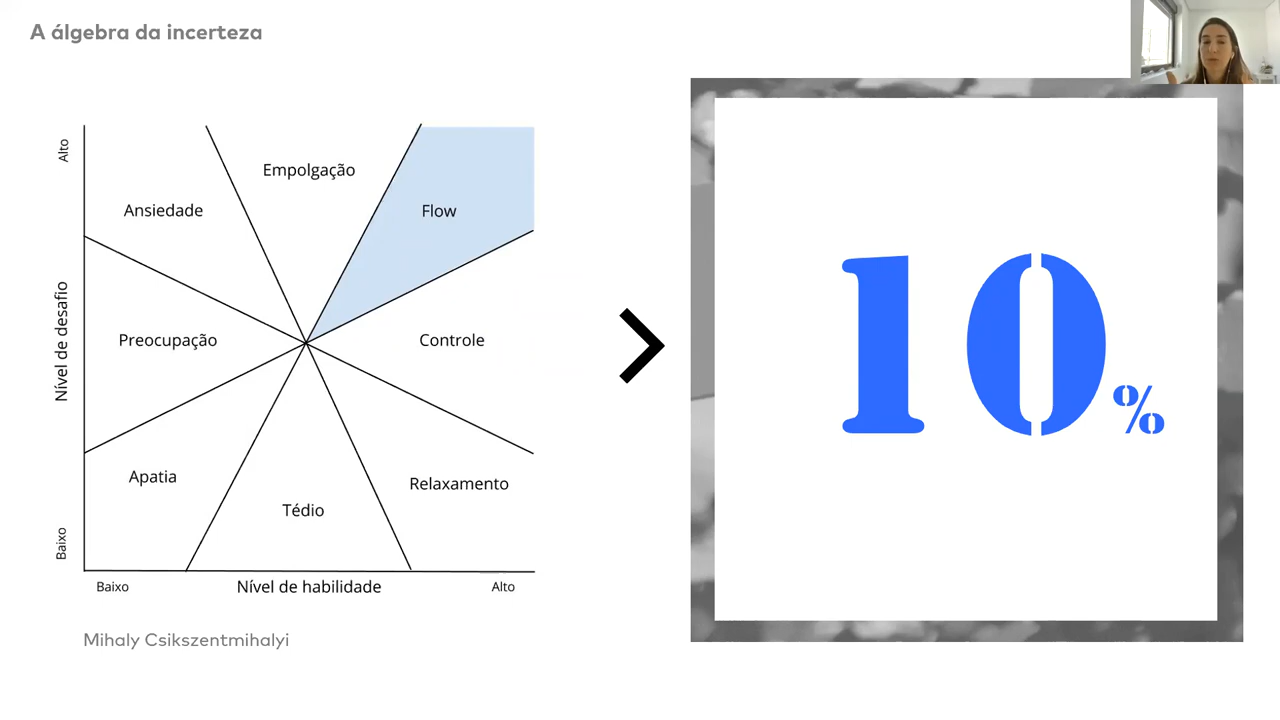 A álgebra da incerteza
Alto
Empolgação
Ansiedade
Flow
Nível de desafio
Preocupação
Controle
Apatia
Relaxamento
Tédio
Baixo
Baixo
Nível de habilidade
Alto
Mihaly Csikszentmihalyi
10%